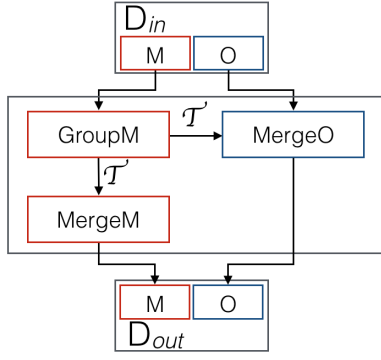 D_in
M O
GroupM 𝒯 MergeO
𝒯
MergeM
M O
D_out